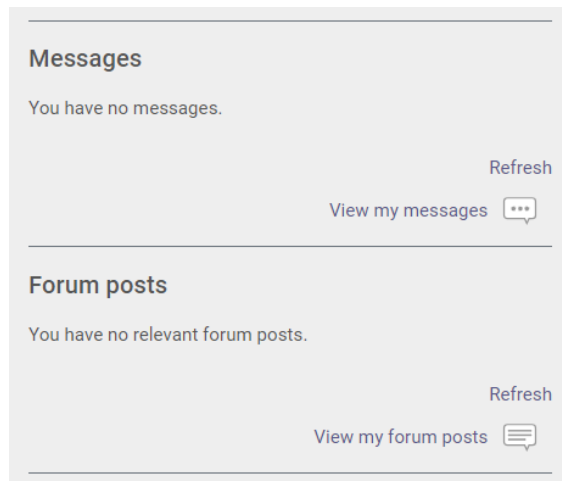 Messages
You have no messages.
Refresh
View my messages
Forum posts
You have no relevant forum posts.
Refresh
View my forum posts